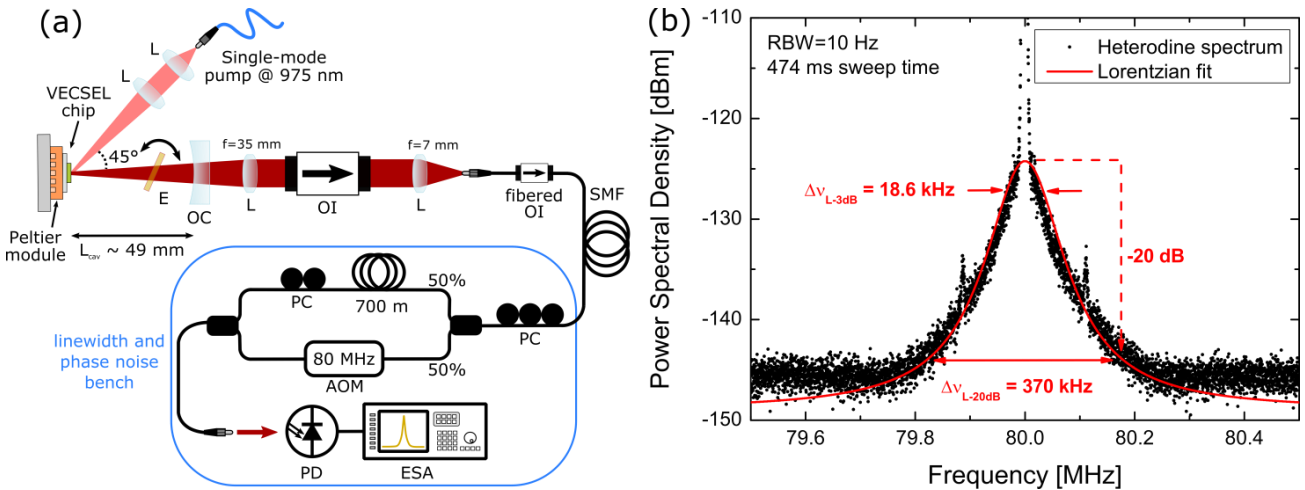 (a)
L
L
Single-mode
pump @ 975 nm
VECSEL
chip
45°
f=35 mm
f=7 mm
E
OC
L
OI
L
fibered
OI
SMF
Peltier
module
L_cav ~ 49 mm
PC
700 m
50%
PC
linewidth and
phase noise
bench
80 MHz
AOM
50%
PD
ESA
(b)
Power Spectral Density [dBm]
-110
-120
-130
-140
-150
RBW=10 Hz
474 ms sweep time
Heterodine spectrum
Lorentzian fit
Δν_L-3dB = 18.6 kHz
-20 dB
Δν_L-20dB = 370 kHz
79.6
79.8
80.0
80.2
80.4
Frequency [MHz]